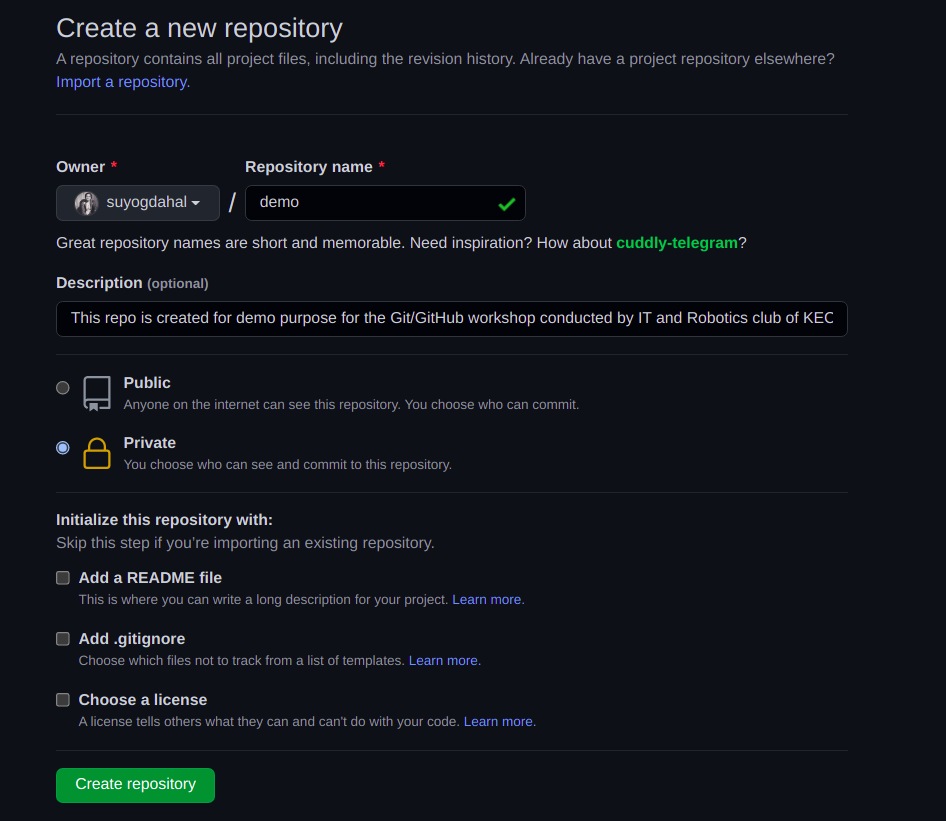 Create a new repository
A repository contains all project files, including the revision history. Already have a project repository elsewhere?
Import a repository.
Owner * Repository name *
suyogdahal / demo
Great repository names are short and memorable. Need inspiration? How about cuddly-telegram?
Description (optional)
This repo is created for demo purpose for the Git/GitHub workshop conducted by IT and Robotics club of KEC
Public
Anyone on the internet can see this repository. You choose who can commit.
Private
You choose who can see and commit to this repository.
Initialize this repository with:
Skip this step if you're importing an existing repository.
Add a README file
This is where you can write a long description for your project. Learn more.
Add .gitignore
Choose which files not to track from a list of templates. Learn more.
Choose a license
A license tells others what they can and can't do with your code. Learn more.
Create repository